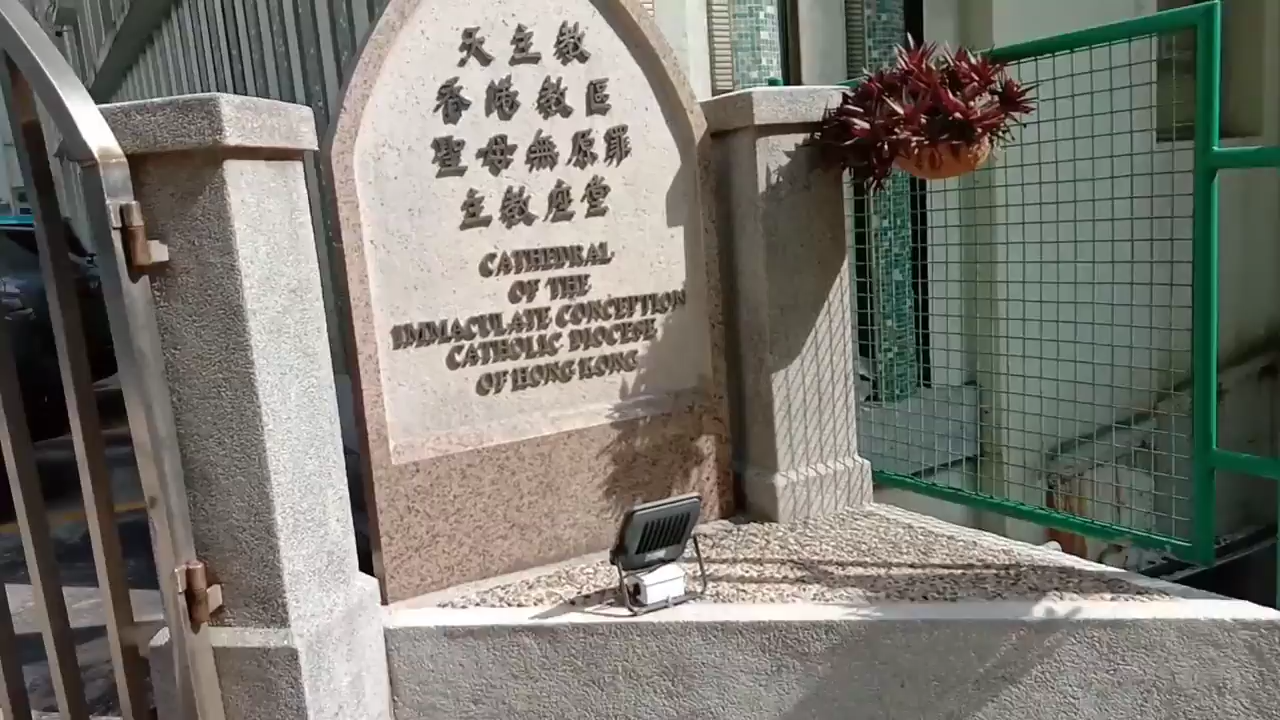 天主教
香港教區
聖母無原罪
主教座堂
CATHEDRAL
OF THE
IMMACULATE CONCEPTION
CATHOLIC DIOCESE
OF HONG KONG